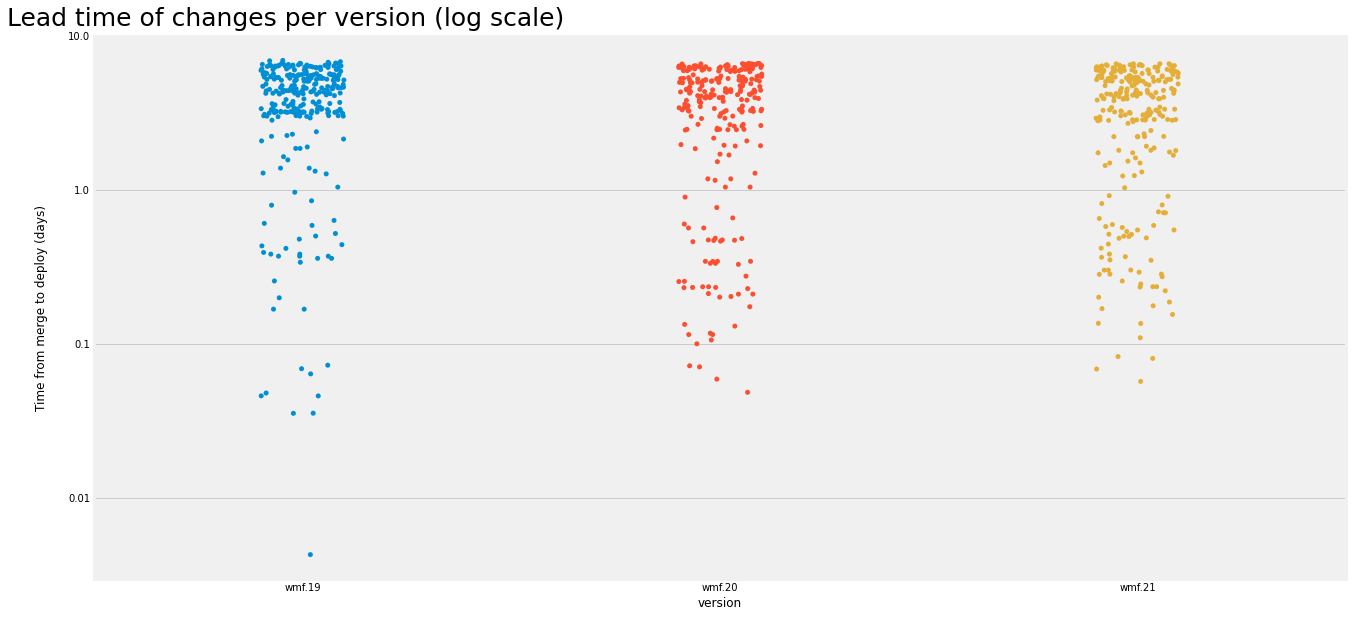 Lead time of changes per version (log scale)
10.0
1.0
0.1
0.01
Time from merge to deploy (days)
wmf.19
wmf.20
wmf.21
version